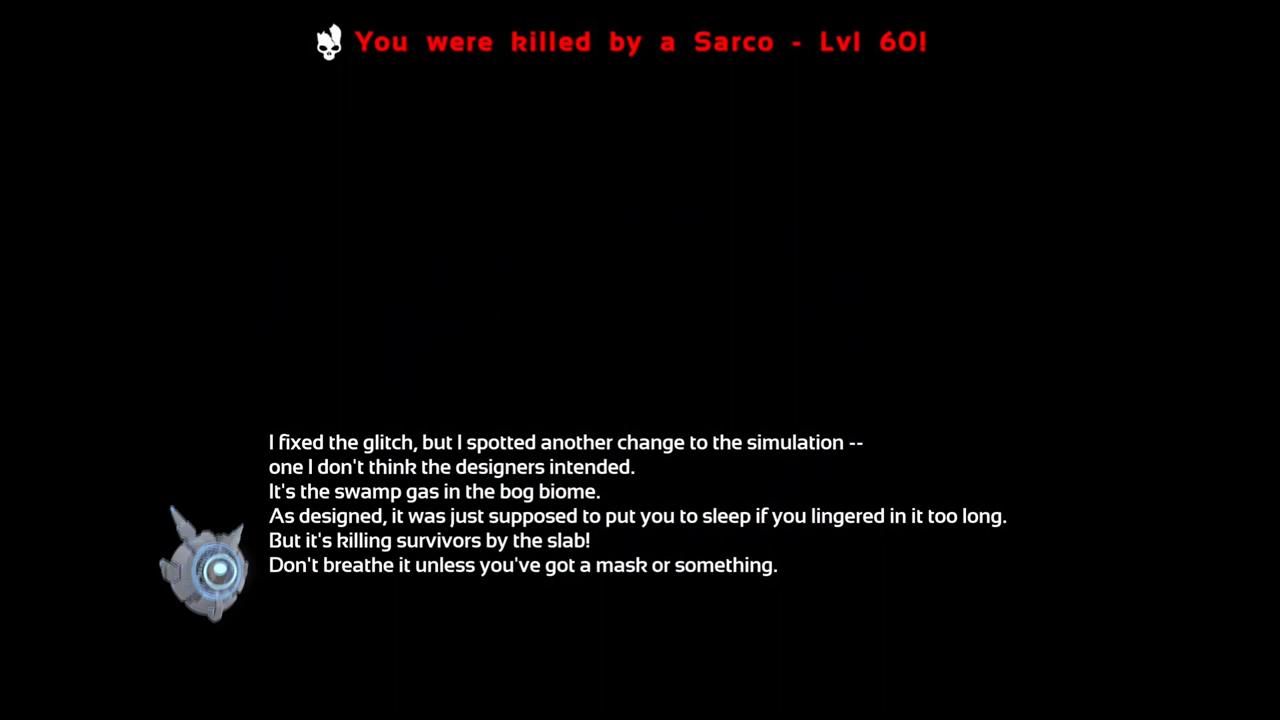 You were killed by a Sarco - Lvl 60!
I fixed the glitch, but I spotted another change to the simulation --
one I don't think the designers intended.
It's the swamp gas in the bog biome.
As designed, it was just supposed to put you to sleep if you lingered in it too long.
But it's killing survivors by the slab!
Don't breathe it unless you've got a mask or something.